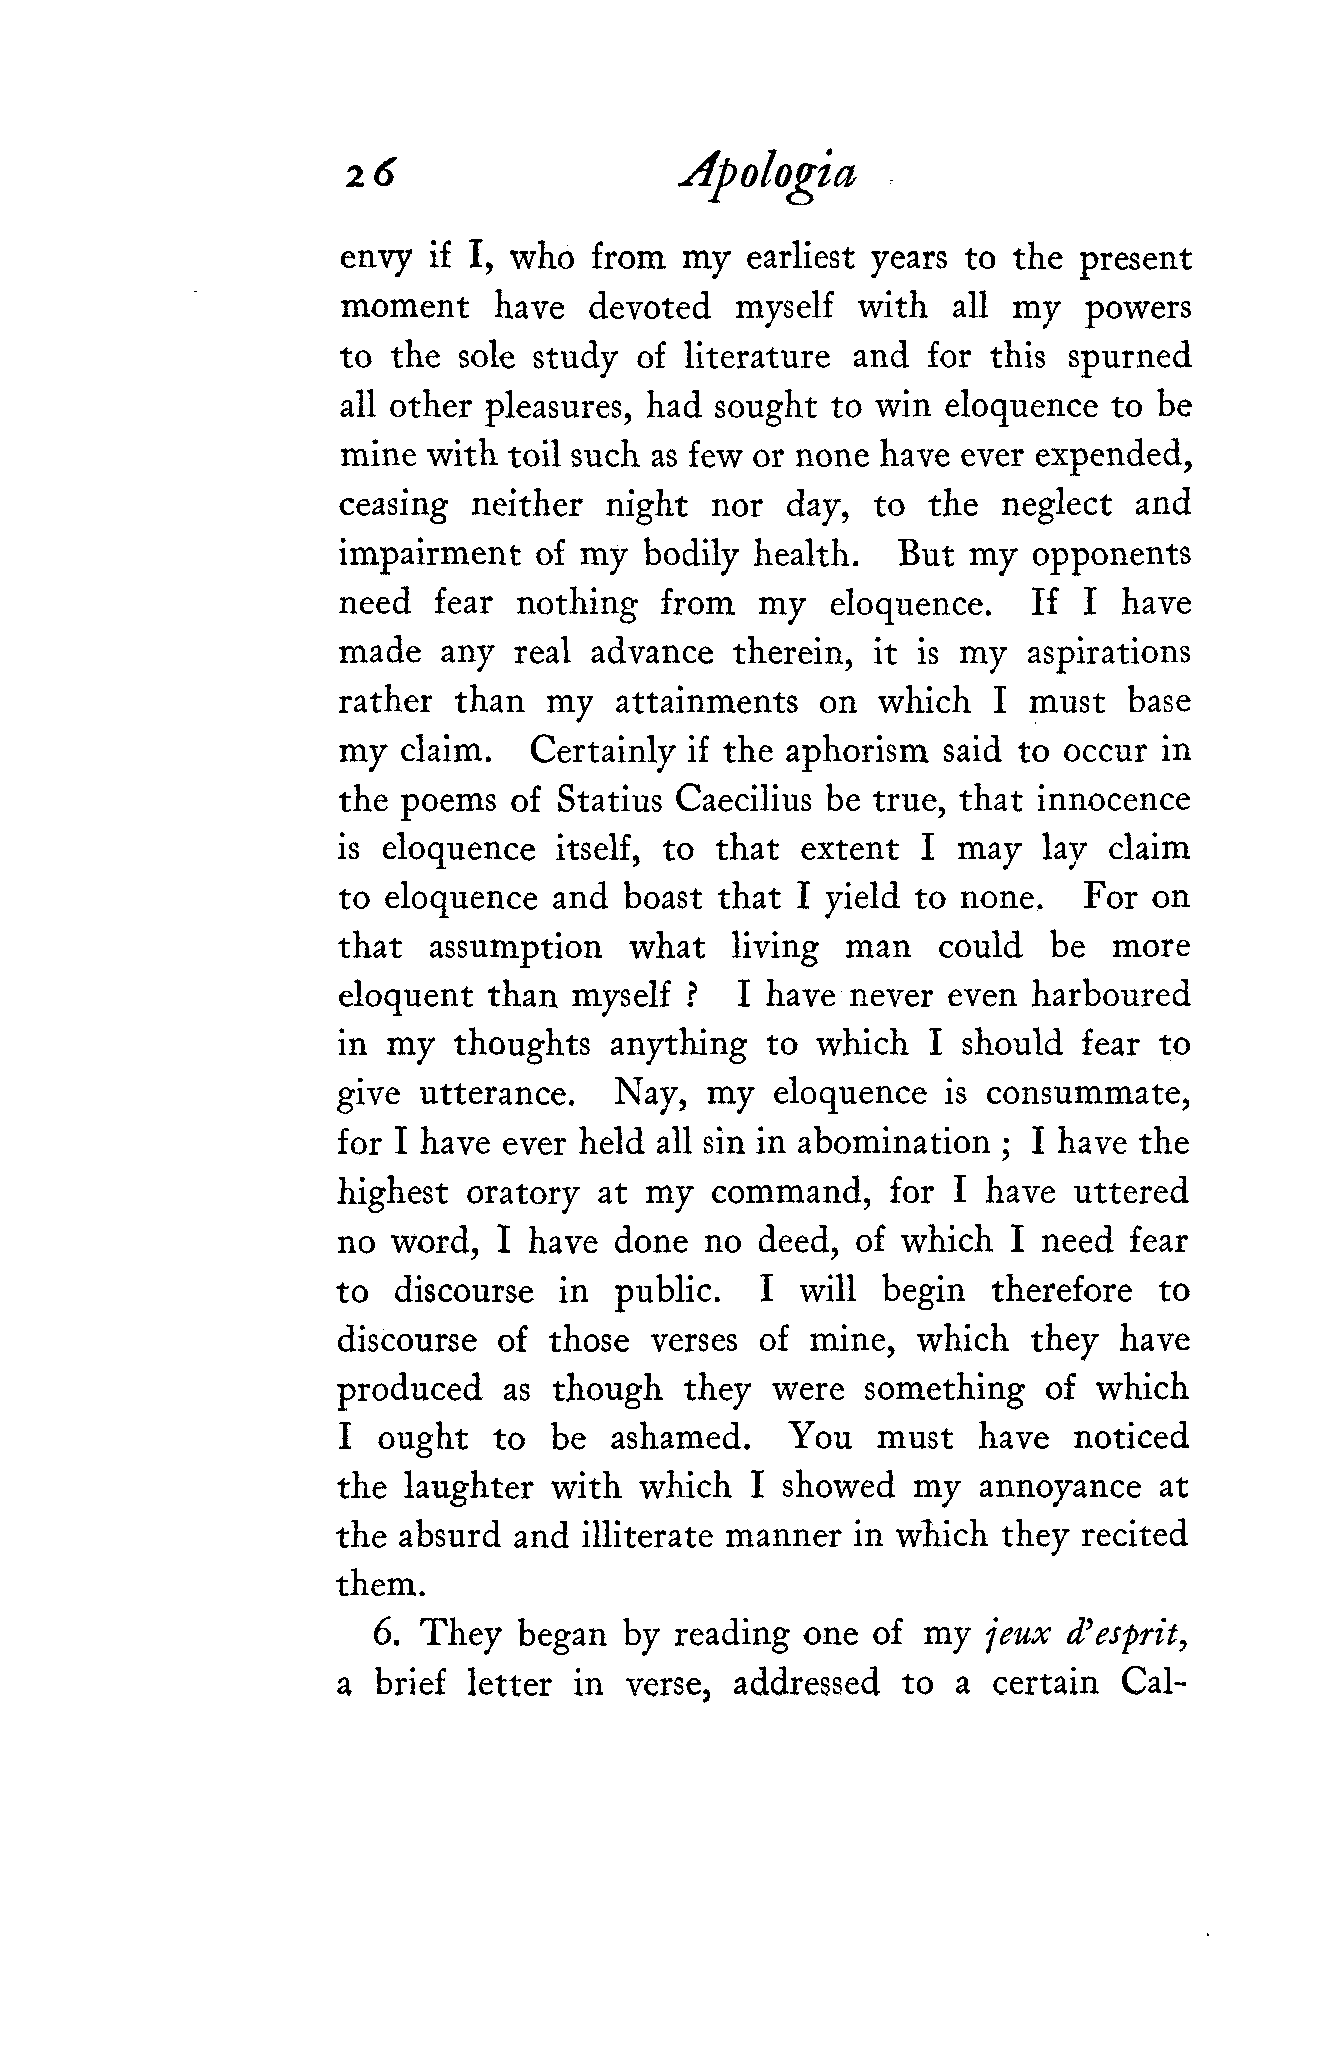 26 Apologia
envy if I, who from my earliest years to the present
moment have devoted myself with all my powers
to the sole study of literature and for this spurned
all other pleasures, had sought to win eloquence to be
mine with toil such as few or none have ever expended,
ceasing neither night nor day, to the neglect and
impairment of my bodily health. But my opponents
need fear nothing from my eloquence. If I have
made any real advance therein, it is my aspirations
rather than my attainments on which I must base
my claim. Certainly if the aphorism said to occur in
the poems of Statius Caecilius be true, that innocence
is eloquence itself, to that extent I may lay claim
to eloquence and boast that I yield to none. For on
that assumption what living man could be more
eloquent than myself ? I have never even harboured
in my thoughts anything to which I should fear to
give utterance. Nay, my eloquence is consummate,
for I have ever held all sin in abomination ; I have the
highest oratory at my command, for I have uttered
no word, I have done no deed, of which I need fear
to discourse in public. I will begin therefore to
discourse of those verses of mine, which they have
produced as though they were something of which
I ought to be ashamed. You must have noticed
the laughter with which I showed my annoyance at
the absurd and illiterate manner in which they recited
them.
6. They began by reading one of my jeux d'esprit,
a brief letter in verse, addressed to a certain Cal-